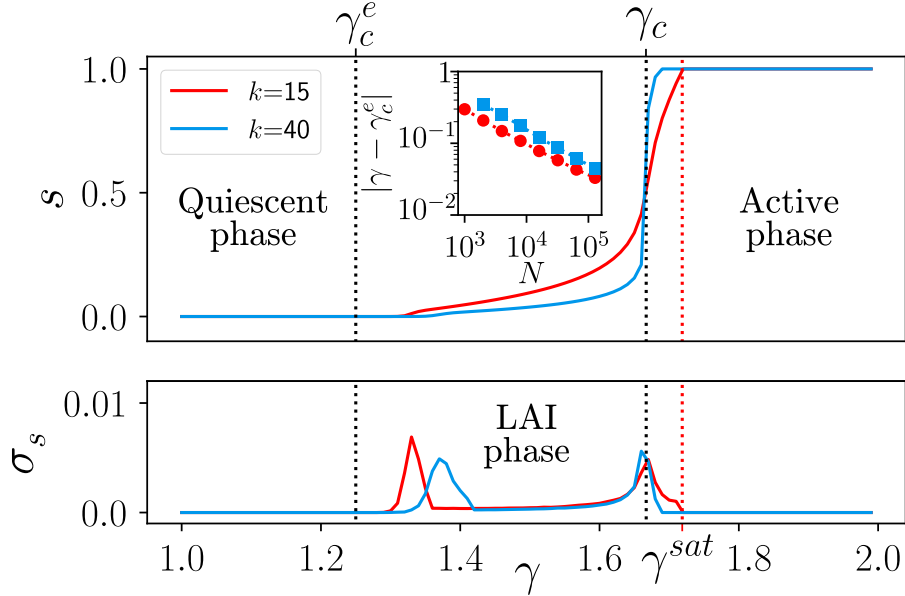 γ_c^e γ_c
1.0
k=15
k=40
s
0.5
Quiescent
phase
Active
phase
0.0
|γ − γ_c^e|
1
10^{-1}
10^{-2}
10^3 10^4 10^5
N
0.01
σ_s
LAI
phase
0.0
1.0 1.2 1.4 1.6 1.8 2.0
γ γ^{sat}